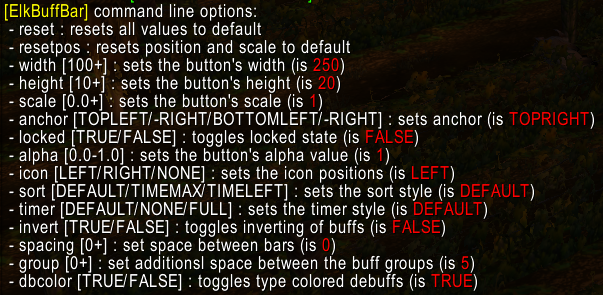 [ElkBuffBar] command line options:
- reset : resets all values to default
- resetpos : resets position and scale to default
- width [100+] : sets the button's width (is 250)
- height [10+] : sets the button's height (is 20)
- scale [0.0+] : sets the button's scale (is 1)
- anchor [TOPLEFT/-RIGHT/BOTTOMLEFT/-RIGHT] : sets anchor (is TOPRIGHT)
- locked [TRUE/FALSE] : toggles locked state (is FALSE)
- alpha [0.0-1.0] : sets the button's alpha value (is 1)
- icon [LEFT/RIGHT/NONE] : sets the icon positions (is LEFT)
- sort [DEFAULT/TIMEMAX/TIMELEFT] : sets the sort style (is DEFAULT)
- timer [DEFAULT/NONE/FULL] : sets the timer style (is DEFAULT)
- invert [TRUE/FALSE] : toggles inverting of buffs (is FALSE)
- spacing [0+] : set space between bars (is 0)
- group [0+] : set additionsl space between the buff groups (is 5)
- dbcolor [TRUE/FALSE] : toggles type colored debuffs (is TRUE)